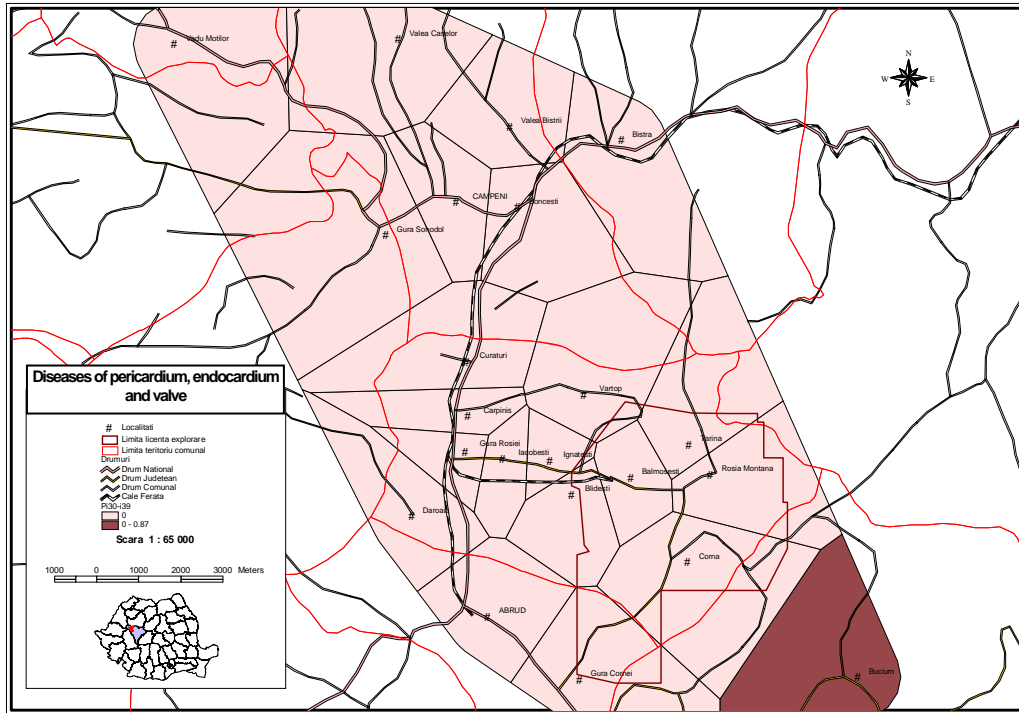 Vadu Motilor
Valea Caselor
N
W
E
S
Valea Bistrii
Bistra
CAMPENI
Gura Sohodol
Curaturi
Diseases of pericardium, endocardium
and valve
Vartop
Carpinis
Localitati
Limita licenta explorare
Limita teritoriu comunal
Drumuri
Drum National
Drum Judetean
Drum Comunal
Cale Ferata
Pi30-i39
0
0 - 0.87
Scara 1 : 65 000
1000 0 1000 2000 3000 Meters
Tarina
Gura Rosiei
Iacobesti
Ignatesti
Balmosesti
Rosia Montana
Blidesti
Daroaia
Corna
ABRUD
Gura Cornei
Bucium